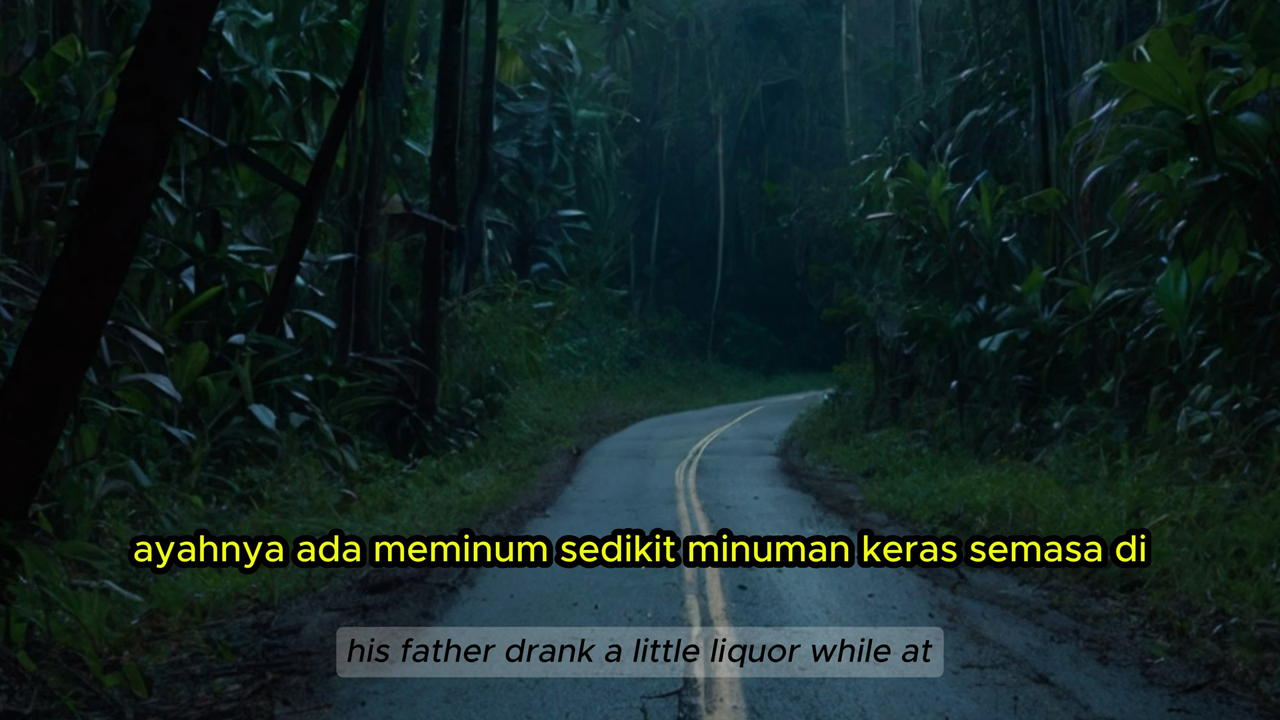 ayahnya ada meminum sedikit minuman keras semasa di
his father drank a little liquor while at